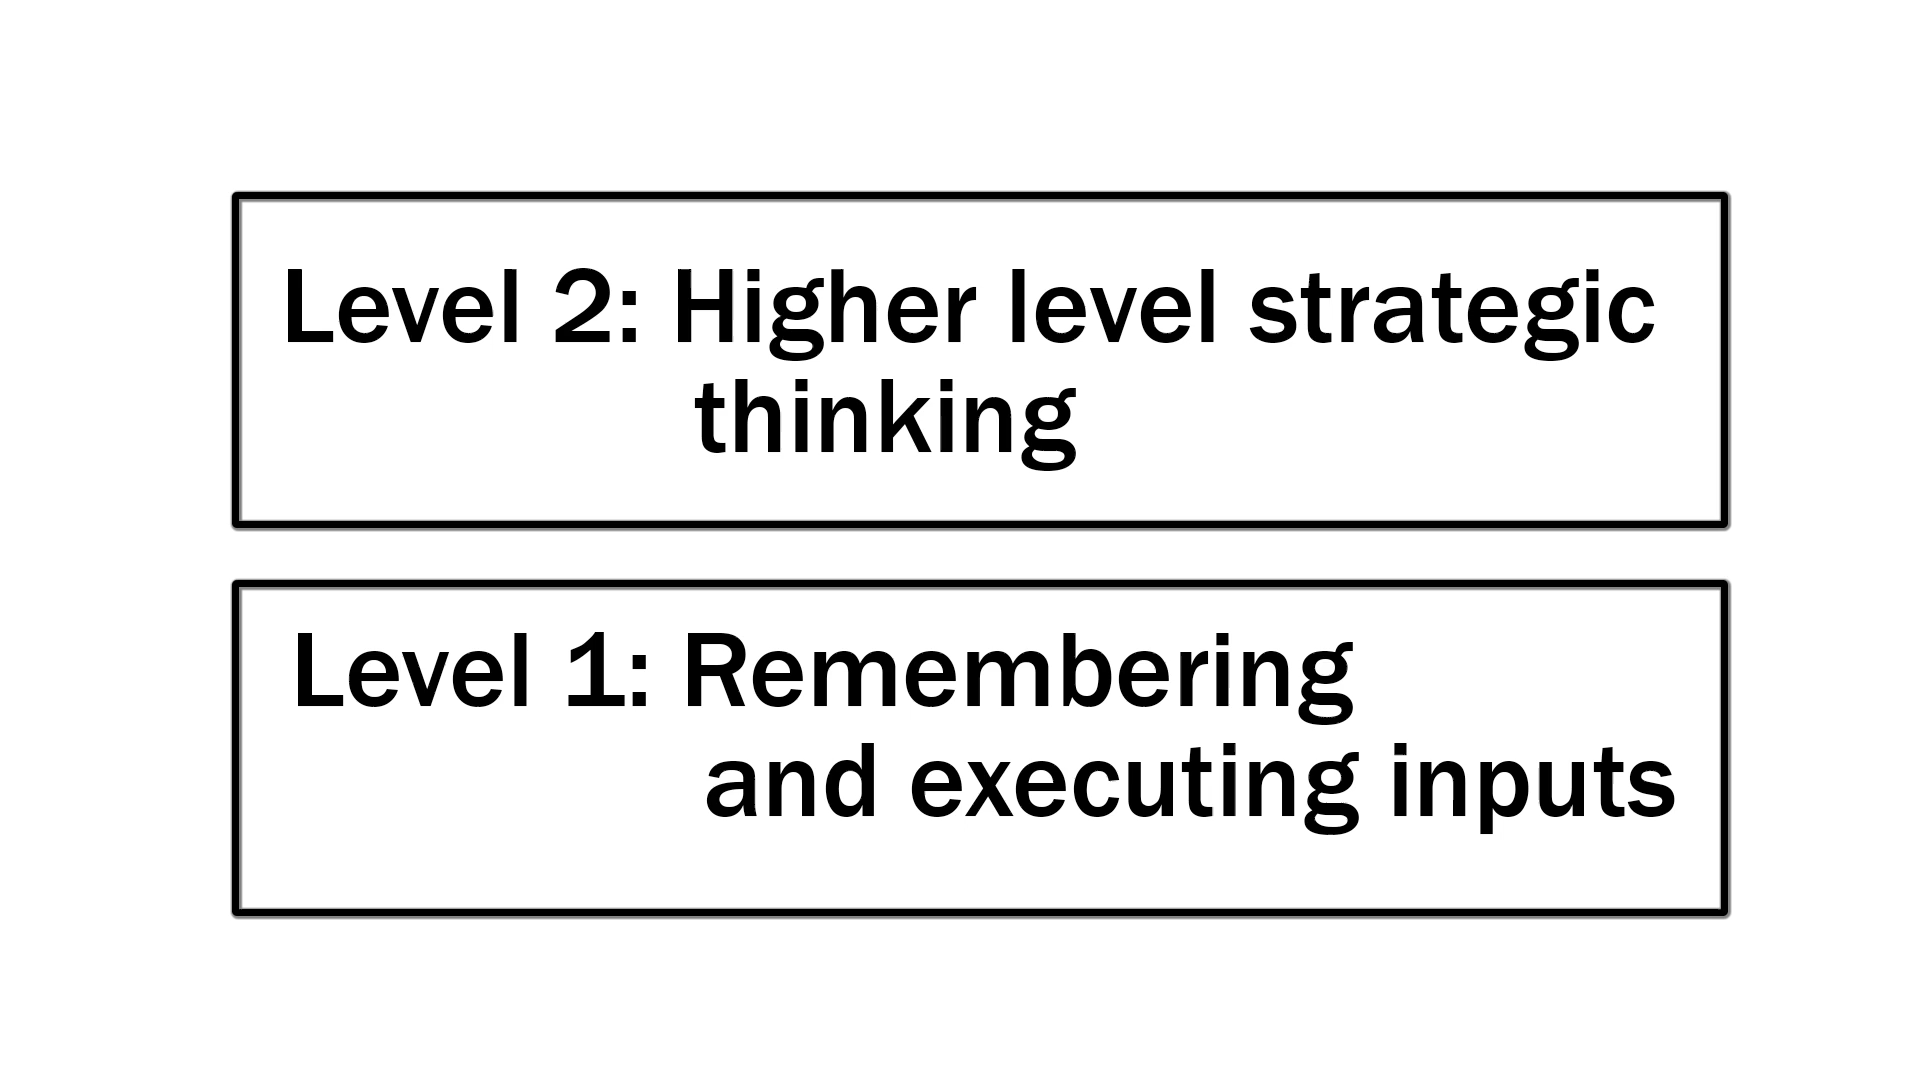 Level 2: Higher level strategic
thinking
Level 1: Remembering
and executing inputs